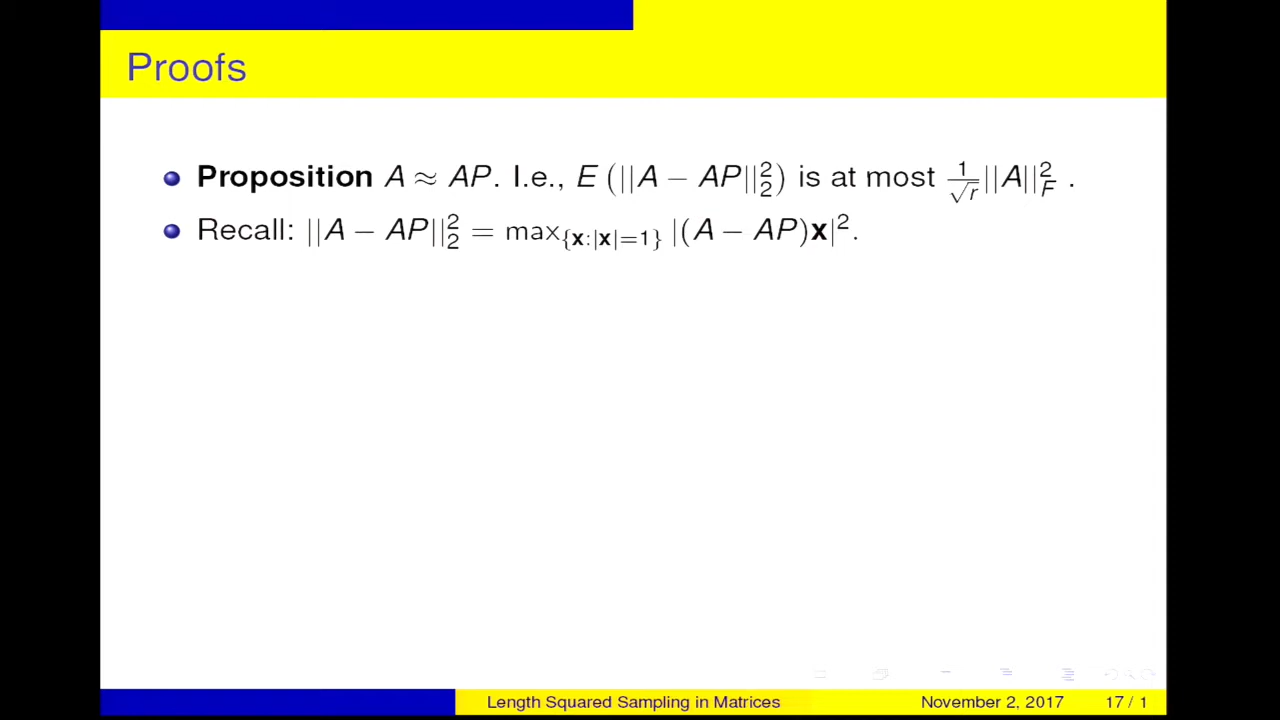 Proofs
Proposition A ≈ AP. I.e., E (||A − AP||₂²) is at most 1/√r ||A||²_F .
Recall: ||A − AP||₂² = max_{x:|x|=1} |(A − AP)x|².
Length Squared Sampling in Matrices November 2, 2017 17 / 1